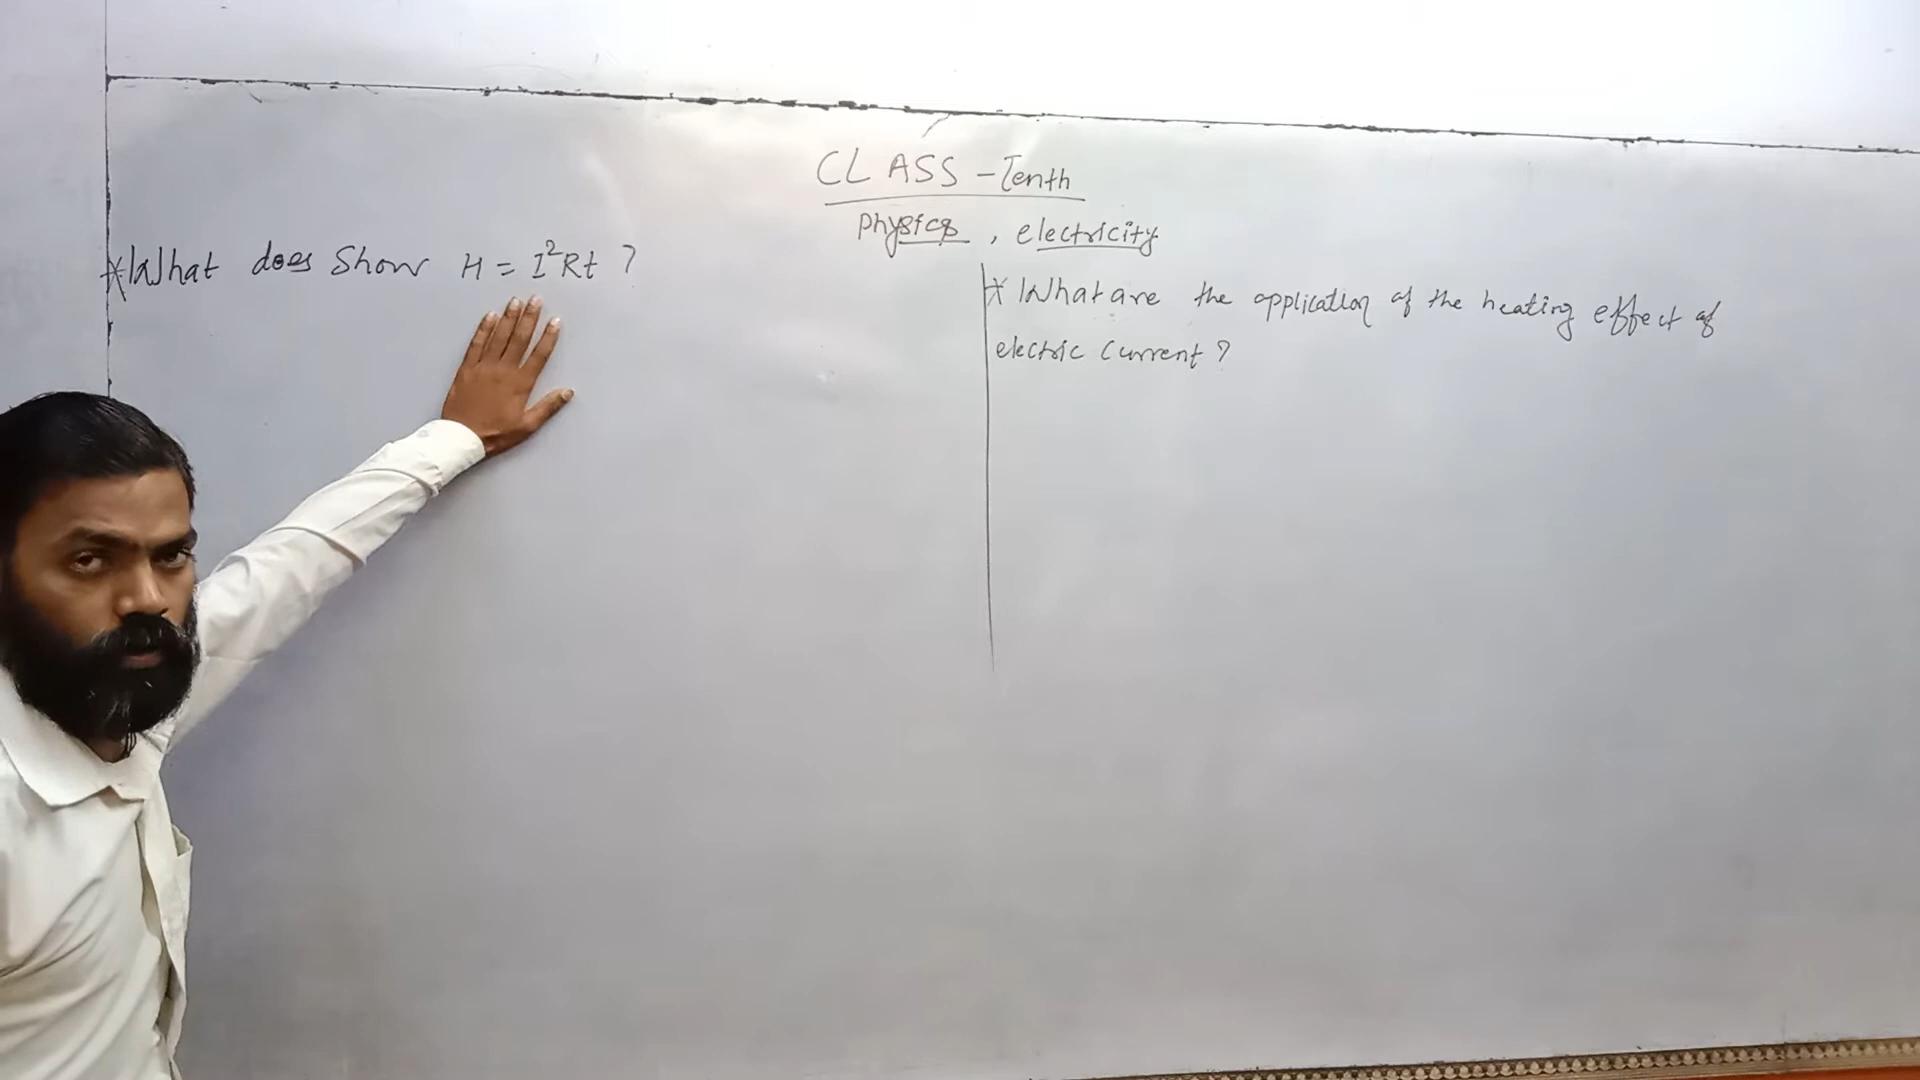 CLASS - Tenth
Physics, electricity
*What does Show H = I²Rt ?
* What are the application of the heating effect of
electric Current ?